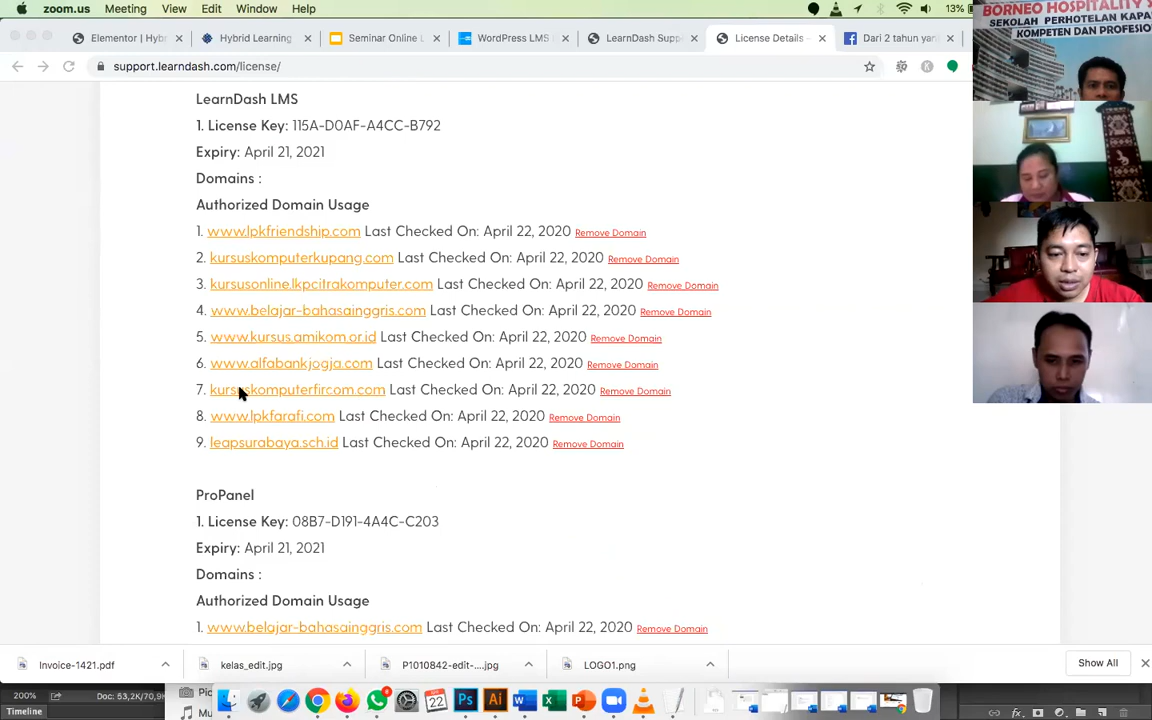 zoom.us Meeting View Edit Window Help 13%
Elementor | Hyb Hybrid Learning Seminar Online L WordPress LMS LearnDash Supp License Details - Dari 2 tahun yan
support.learndash.com/license/
BORNEO HOSPITALITY
SEKOLAH PERHOTELAN KAPA
KOMPETEN DAN PROFESIO
LearnDash LMS
1. License Key: 115A-D0AF-A4CC-B792
Expiry: April 21, 2021
Domains :
Authorized Domain Usage
1. www.lpkfriendship.com Last Checked On: April 22, 2020 Remove Domain
2. kursuskomputerkupang.com Last Checked On: April 22, 2020 Remove Domain
3. kursusonline.lkpcitrakomputer.com Last Checked On: April 22, 2020 Remove Domain
4. www.belajar-bahasainggris.com Last Checked On: April 22, 2020 Remove Domain
5. www.kursus.amikom.or.id Last Checked On: April 22, 2020 Remove Domain
6. www.alfabankjogja.com Last Checked On: April 22, 2020 Remove Domain
7. kursuskomputerfircom.com Last Checked On: April 22, 2020 Remove Domain
8. www.lpkfarafi.com Last Checked On: April 22, 2020 Remove Domain
9. leapsurabaya.sch.id Last Checked On: April 22, 2020 Remove Domain
ProPanel
1. License Key: 08B7-D191-4A4C-C203
Expiry: April 21, 2021
Domains :
Authorized Domain Usage
1. www.belajar-bahasainggris.com Last Checked On: April 22, 2020 Remove Domain
Invoice-1421.pdf kelas_edit.jpg P1010842-edit-....jpg LOGO1.png Show All
200% Doc: 53,2K/70,9 Pic
Timeline Mu